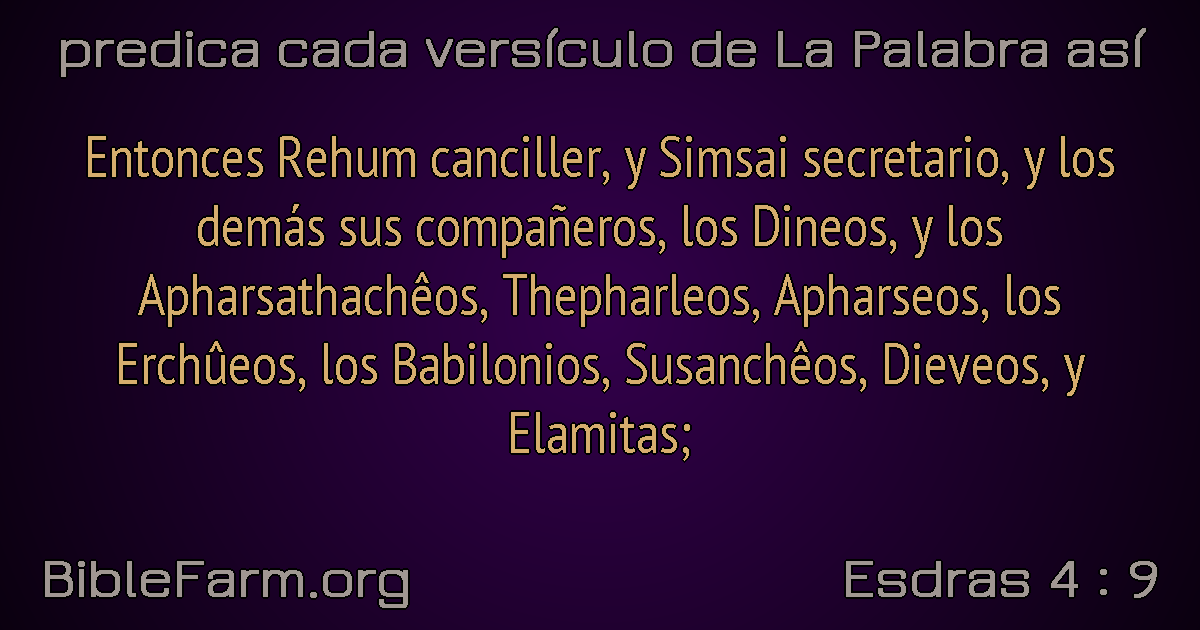 predica cada versículo de La Palabra así
Entonces Rehum canciller, y Simsai secretario, y los
demás sus compañeros, los Dineos, y los
Apharsathachêos, Thepharleos, Apharseos, los
Erchûeos, los Babilonios, Susanchêos, Dieveos, y
Elamitas;
BibleFarm.org
Esdras 4 : 9